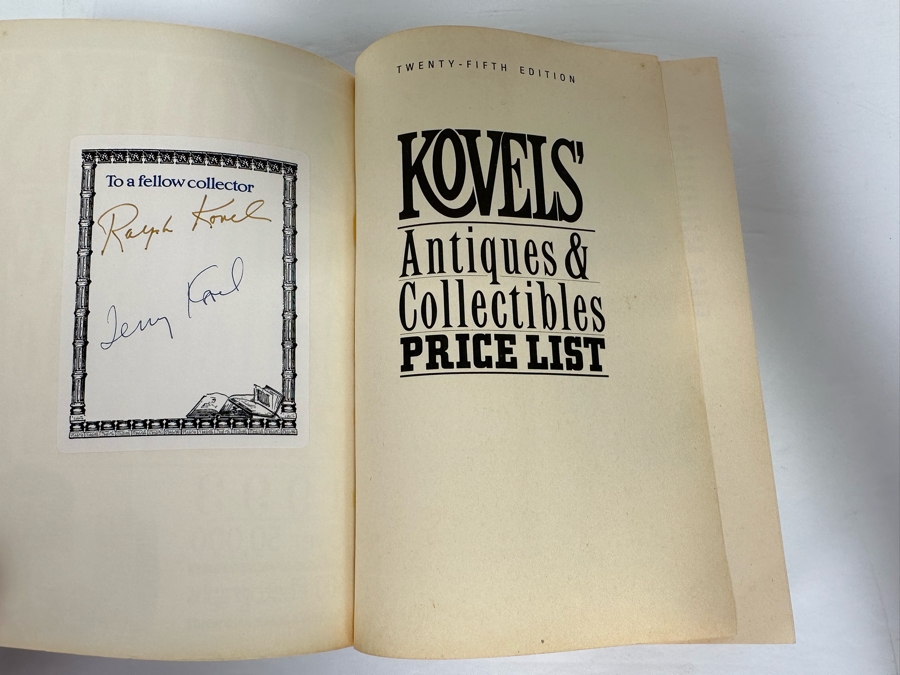 To a fellow collector
Ralph Kovel
Terry Kovel
TWENTY-FIFTH EDITION
KOVELS'
Antiques &
Collectibles
PRICE LIST